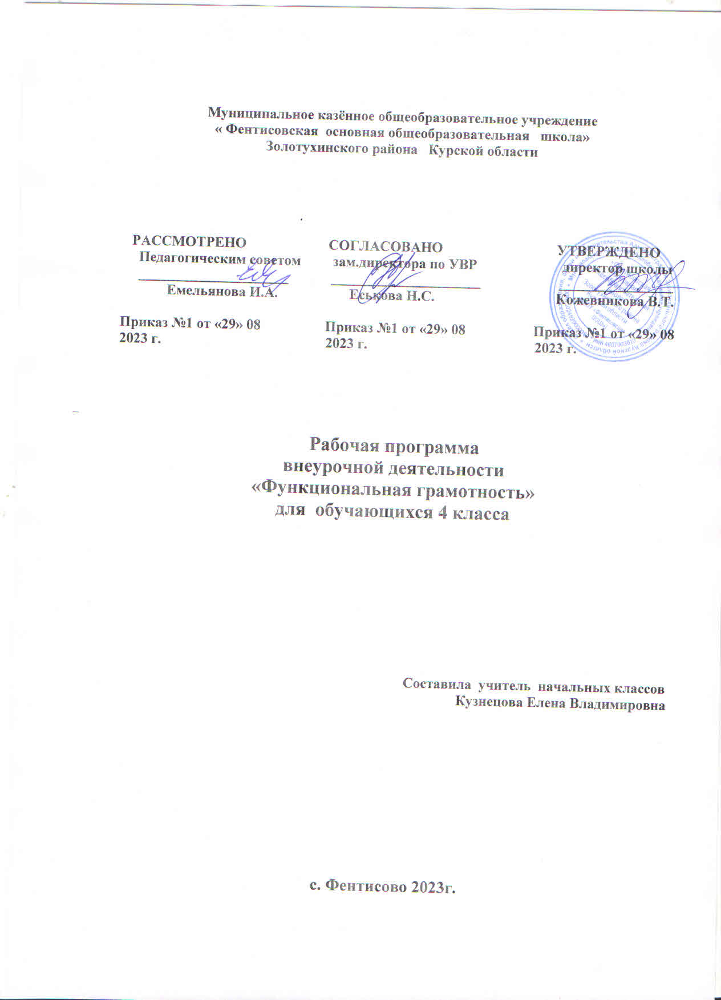 Муниципальное казённое общеобразовательное учреждение
« Фентисовская основная общеобразовательная школа»
Золотухинского района Курской области
РАССМОТРЕНО
Педагогическим советом
Емельянова И.А.
Приказ №1 от «29» 08
2023 г.
СОГЛАСОВАНО
зам.директора по УВР
Еськова Н.С.
Приказ №1 от «29» 08
2023 г.
УТВЕРЖДЕНО
директор школы
Кожевникова В.Т.
Приказ №1 от «29» 08
2023 г.
Рабочая программа
внеурочной деятельности
«Функциональная грамотность»
для обучающихся 4 класса
Составила учитель начальных классов
Кузнецова Елена Владимировна
с. Фентисово 2023г.